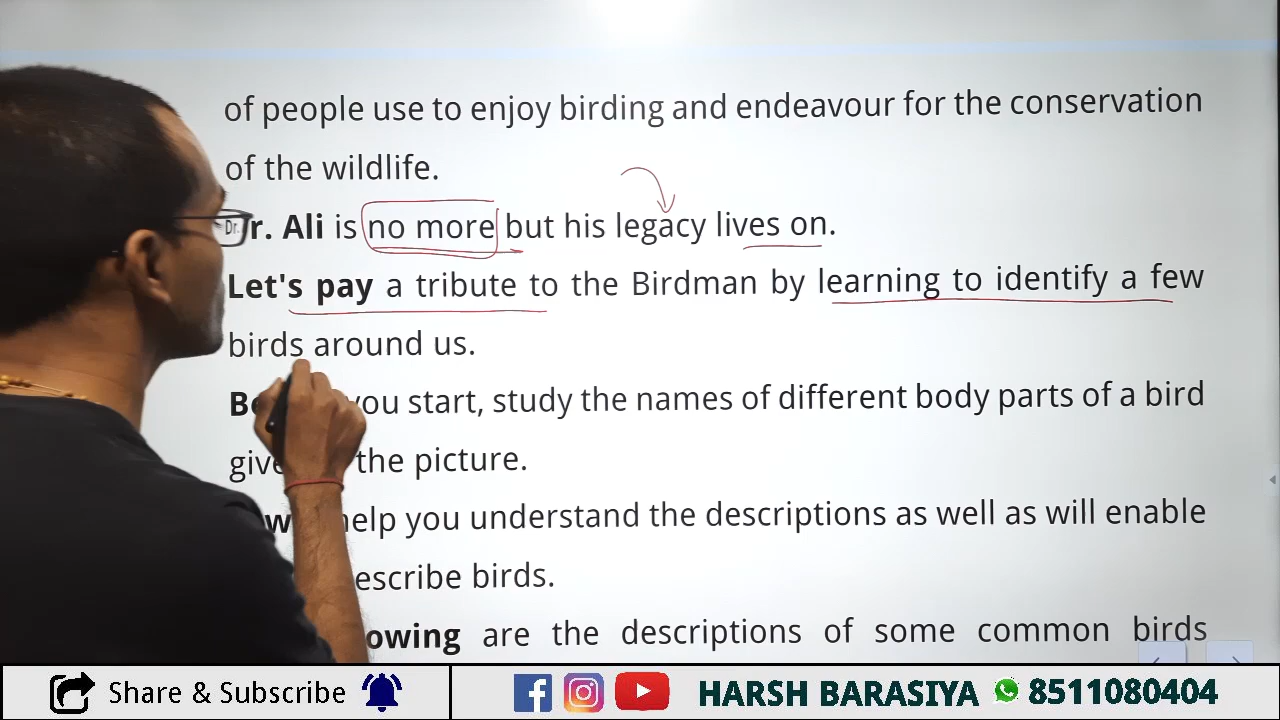 of people use to enjoy birding and endeavour for the conservation
of the wildlife.
Dr. Ali is no more but his legacy lives on.
Let's pay a tribute to the Birdman by learning to identify a few
birds around us.
you start, study the names of different body parts of a bird
the picture.
help you understand the descriptions as well as will enable
birds.
are the descriptions of some common birds
Share & Subscribe
HARSH BARASIYA 8511080404